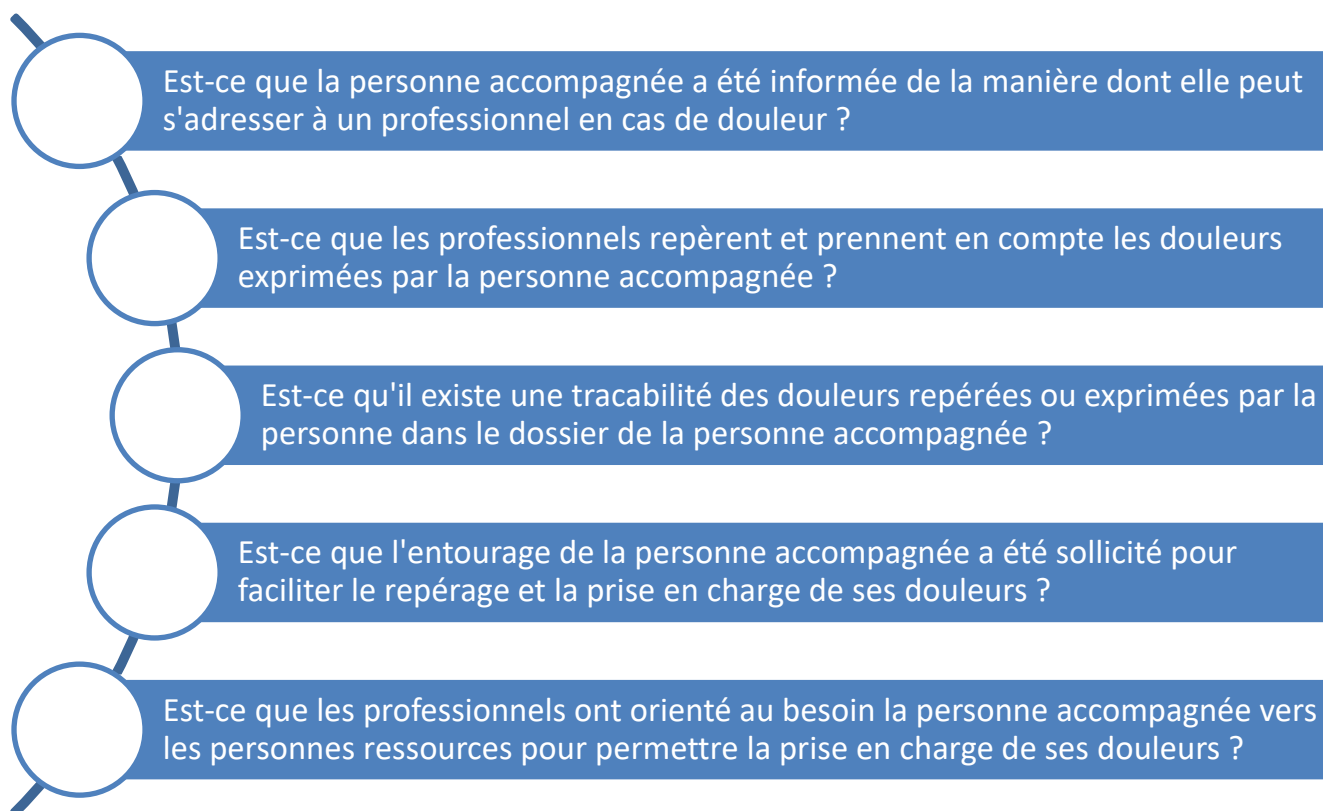 Est-ce que la personne accompagnée a été informée de la manière dont elle peut
s'adresser à un professionnel en cas de douleur ?
Est-ce que les professionnels repèrent et prennent en compte les douleurs
exprimées par la personne accompagnée ?
Est-ce qu'il existe une tracabilité des douleurs repérées ou exprimées par la
personne dans le dossier de la personne accompagnée ?
Est-ce que l'entourage de la personne accompagnée a été sollicité pour
faciliter le repérage et la prise en charge de ses douleurs ?
Est-ce que les professionnels ont orienté au besoin la personne accompagnée vers
les personnes ressources pour permettre la prise en charge de ses douleurs ?